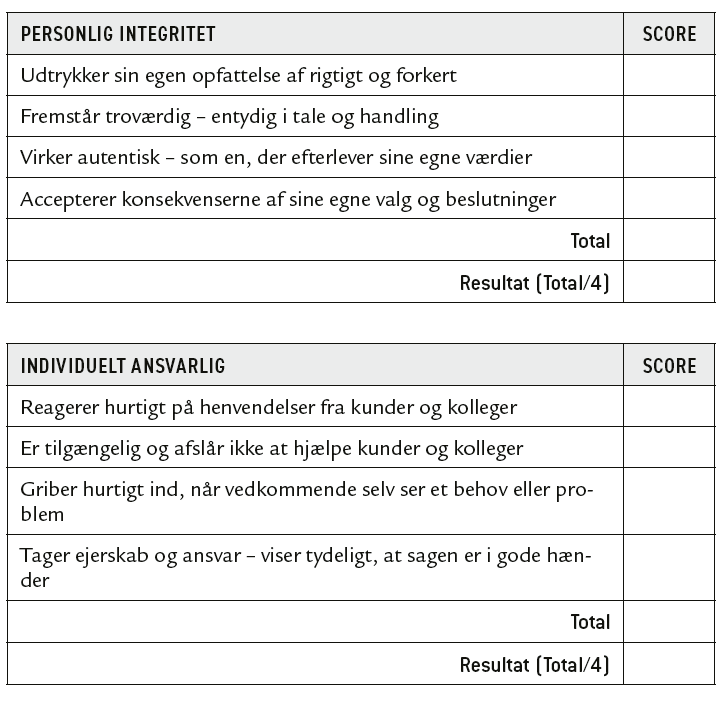 PERSONLIG INTEGRITET SCORE
Udtrykker sin egen opfattelse af rigtigt og forkert
Fremstår troværdig – entydig i tale og handling
Virker autentisk – som en, der efterlever sine egne værdier
Accepterer konsekvenserne af sine egne valg og beslutninger
Total
Resultat (Total/4)
INDIVIDUELT ANSVARLIG SCORE
Reagerer hurtigt på henvendelser fra kunder og kolleger
Er tilgængelig og afslår ikke at hjælpe kunder og kolleger
Griber hurtigt ind, når vedkommende selv ser et behov eller pro-
blem
Tager ejerskab og ansvar – viser tydeligt, at sagen er i gode hæn-
der
Total
Resultat (Total/4)